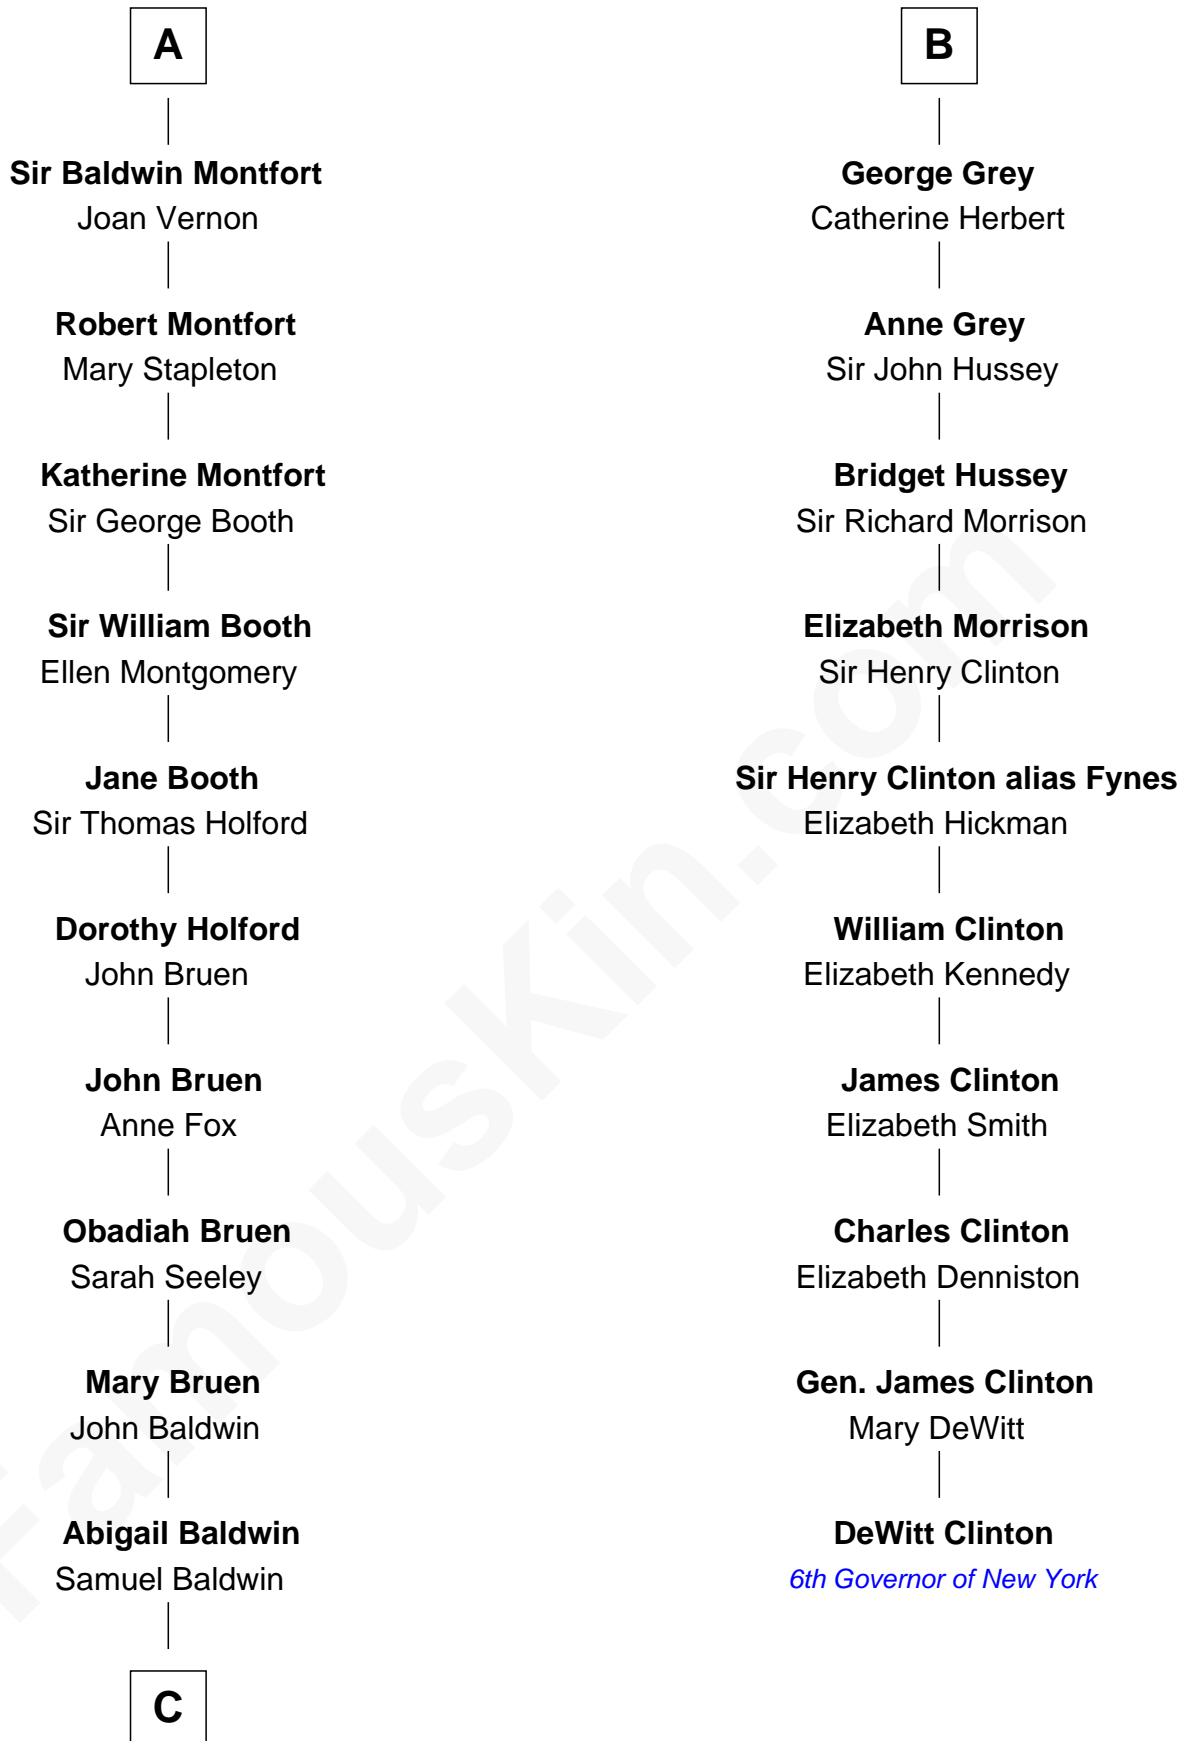 A
Sir Baldwin Montfort
Joan Vernon
Robert Montfort
Mary Stapleton
Katherine Montfort
Sir George Booth
Sir William Booth
Ellen Montgomery
Jane Booth
Sir Thomas Holford
Dorothy Holford
John Bruen
John Bruen
Anne Fox
Obadiah Bruen
Sarah Seeley
Mary Bruen
John Baldwin
Abigail Baldwin
Samuel Baldwin
C
B
George Grey
Catherine Herbert
Anne Grey
Sir John Hussey
Bridget Hussey
Sir Richard Morrison
Elizabeth Morrison
Sir Henry Clinton
Sir Henry Clinton alias Fynes
Elizabeth Hickman
William Clinton
Elizabeth Kennedy
James Clinton
Elizabeth Smith
Charles Clinton
Elizabeth Denniston
Gen. James Clinton
Mary DeWitt
DeWitt Clinton
6th Governor of New York
FamousKin.com